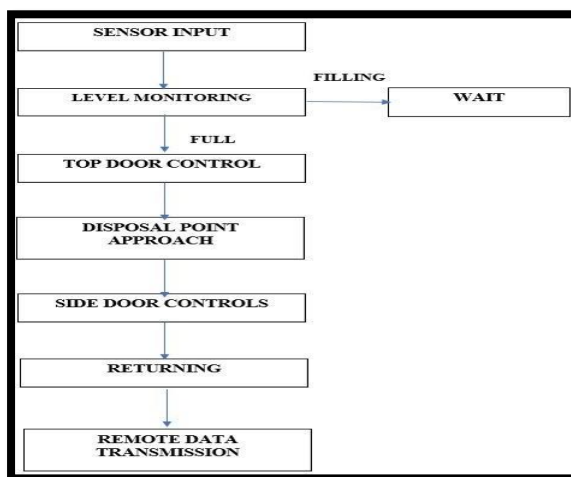 SENSOR INPUT
FILLING
LEVEL MONITORING
WAIT
FULL
TOP DOOR CONTROL
DISPOSAL POINT
APPROACH
SIDE DOOR CONTROLS
RETURNING
REMOTE DATA
TRANSMISSION